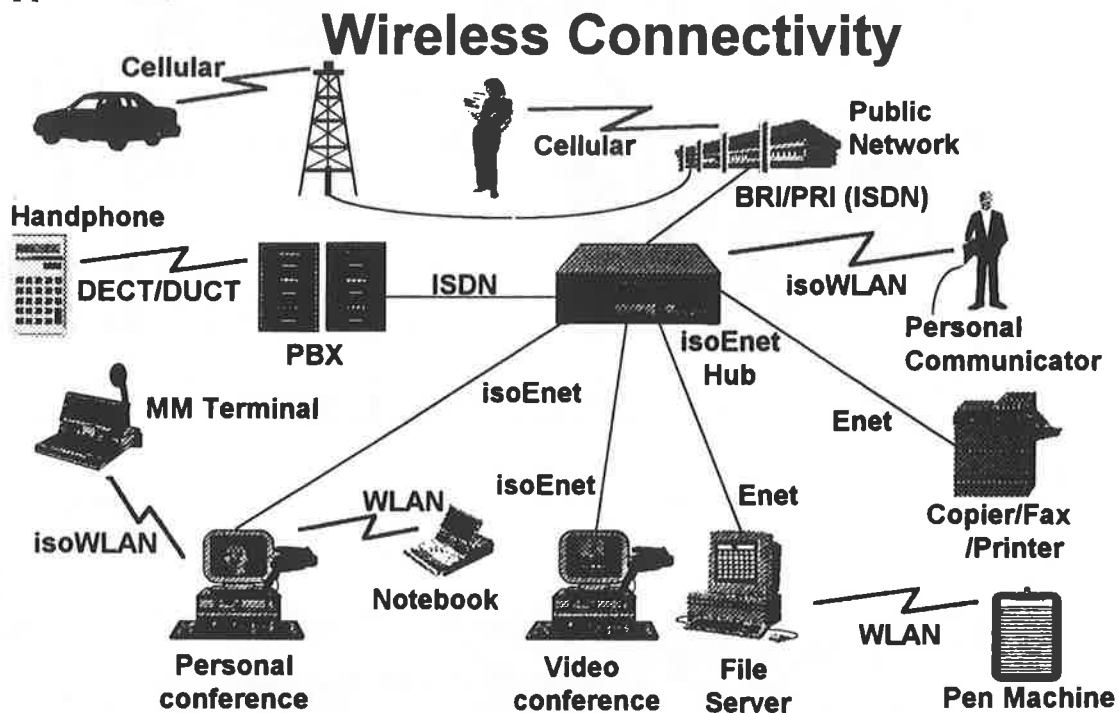 Wireless Connectivity
Cellular
Cellular
Public
Network
BRI/PRI (ISDN)
Handphone
DECT/DUCT
ISDN
isoWLAN
PBX
isoEnet
Hub
Personal
Communicator
MM Terminal
isoEnet
Enet
isoWLAN
WLAN
isoEnet
Enet
Copier/Fax
/Printer
Notebook
WLAN
Personal
conference
Video
conference
File
Server
Pen Machine